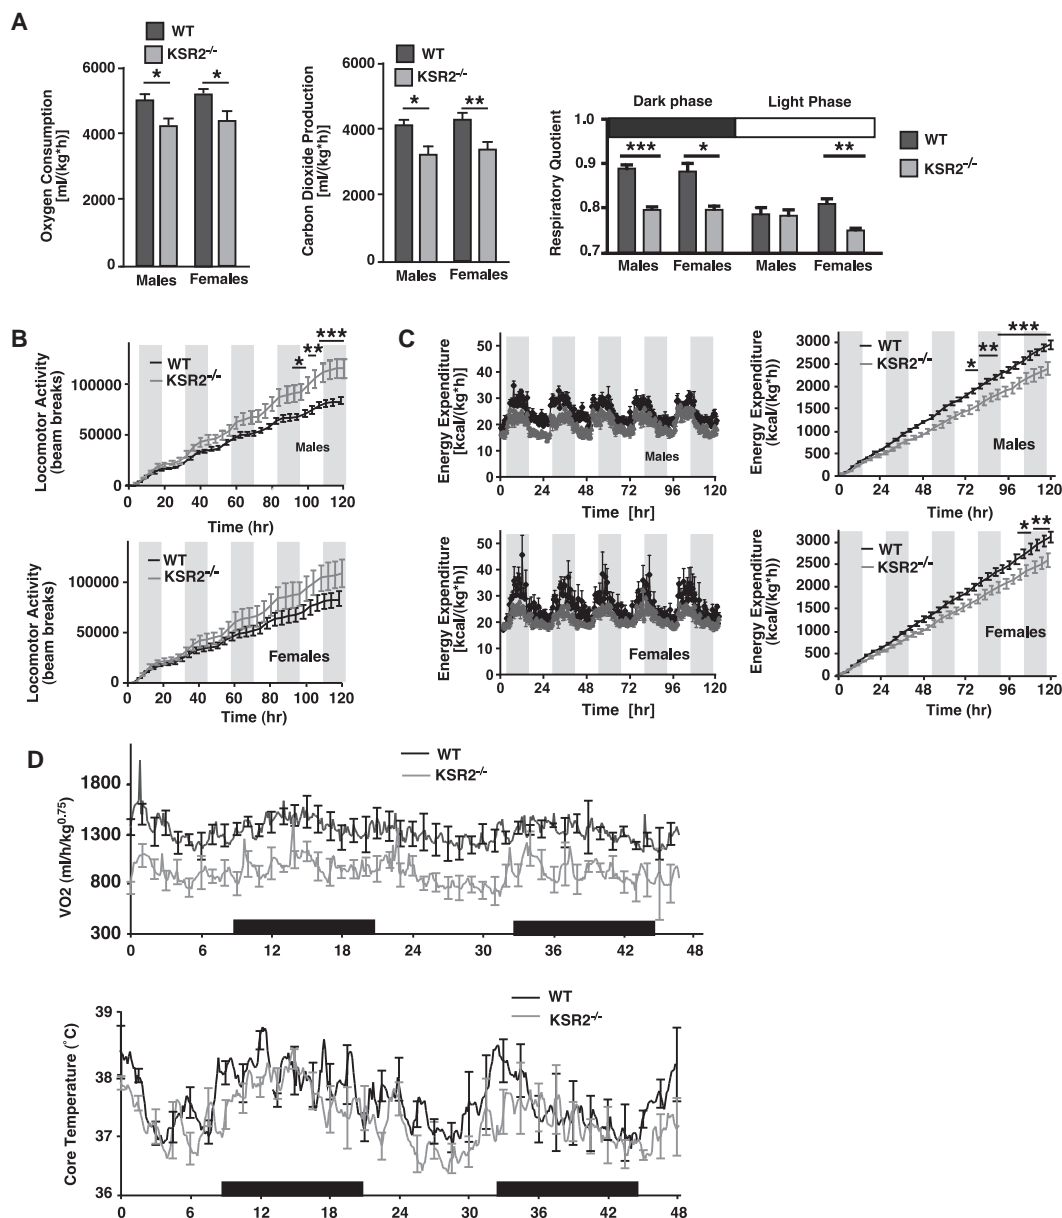 A
WT
KSR2-/-
6000
4000
2000
0
Oxygen Consumption
[ml/(kg*h)]
*
*
Males
Females
WT
KSR2-/-
6000
4000
2000
0
Carbon Dioxide Production
[ml/(kg*h)]
*
**
Males
Females
Dark phase
Light Phase
1.0
0.9
0.8
0.7
Respiratory Quotient
***
*
**
WT
KSR2-/-
Males
Females
Males
Females
B
Locomotor Activity
(beam breaks)
100000
50000
0
WT
KSR2-/-
*
**
***
Males
0 20 40 60 80 100 120
Time (hr)
Locomotor Activity
(beam breaks)
100000
50000
0
WT
KSR2-/-
Females
0 20 40 60 80 100 120
Time (hr)
C
Energy Expenditure
[kcal/(kg*h)]
50
40
30
20
10
0
Males
0 24 48 72 96 120
Time [hr]
Energy Expenditure
(kcal/(kg*h)
3000
2500
2000
1500
1000
500
0
WT
KSR2-/-
*
**
***
Males
0 24 48 72 96 120
Time (hr)
Energy Expenditure
[kcal/(kg*h)]
50
40
30
20
10
0
Females
0 24 48 72 96 120
Time [hr]
Energy Expenditure
(kcal/(kg*h)
3000
2500
2000
1500
1000
500
0
WT
KSR2-/-
*
**
Females
0 24 48 72 96 120
Time (hr)
D
WT
KSR2-/-
VO2 (ml/h/kg0.75)
1800
1300
800
300
0 6 12 18 24 30 36 42 48
WT
KSR2-/-
Core Temperature (°C)
39
38
37
36
0 6 12 18 24 30 36 42 48